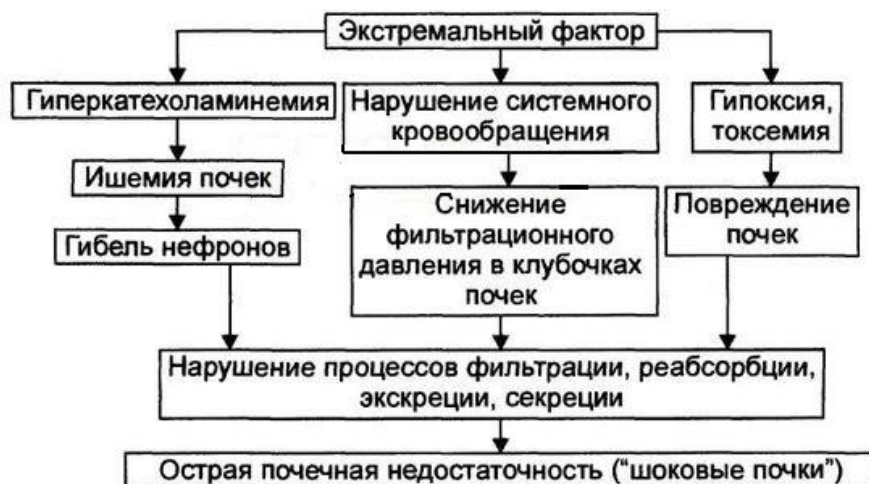 Экстремальный фактор
Гиперкатехоламинемия
Ишемия почек
Гибель нефронов
Нарушение системного
кровообращения
Снижение
фильтрационного
давления в клубочках
почек
Гипоксия,
токсемия
Повреждение
почек
Нарушение процессов фильтрации, реабсорбции,
экскреции, секреции
Острая почечная недостаточность (“шоковые почки”)